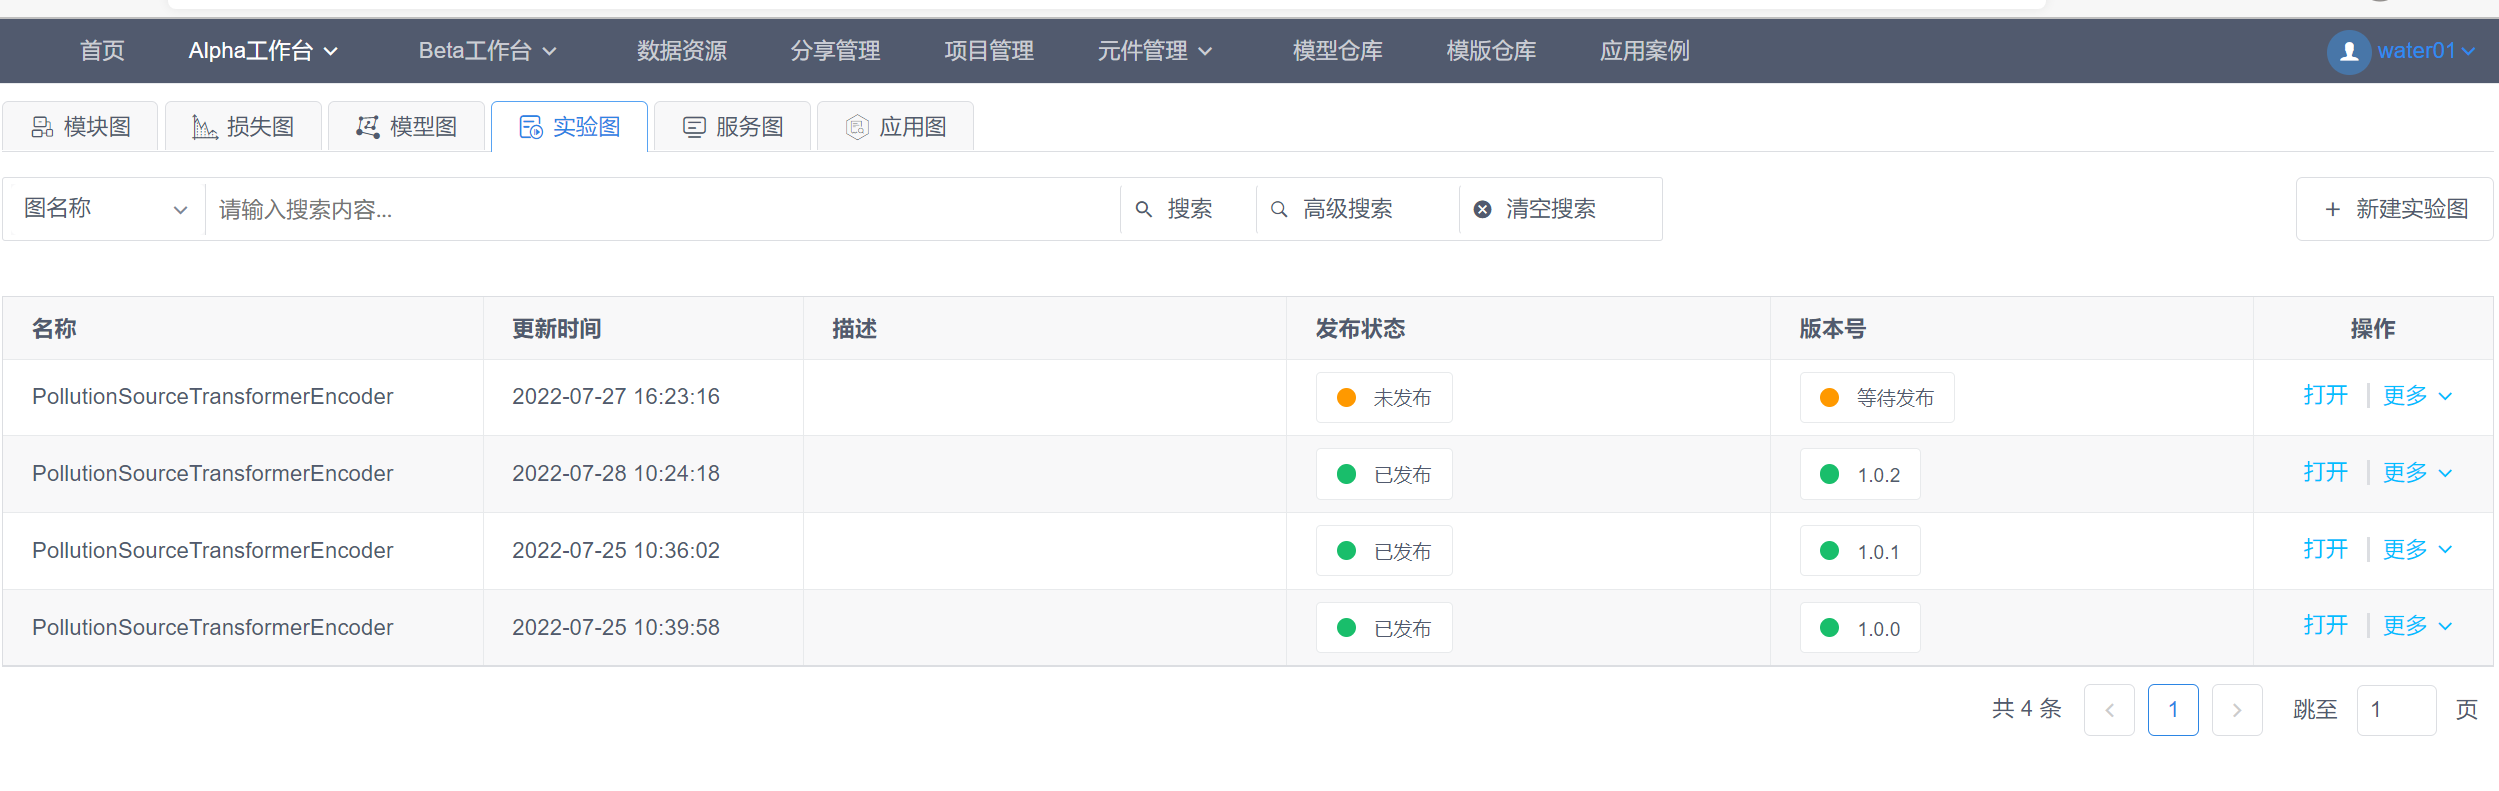 首页 Alpha工作台 Beta工作台 数据资源 分享管理 项目管理 元件管理 模型仓库 模版仓库 应用案例 water01
模块图 损失图 模型图 实验图 服务图 应用图
图名称 请输入搜索内容... 搜索 高级搜索 清空搜索 + 新建实验图
名称 更新时间 描述 发布状态 版本号 操作
PollutionSourceTransformerEncoder 2022-07-27 16:23:16 未发布 等待发布 打开 更多
PollutionSourceTransformerEncoder 2022-07-28 10:24:18 已发布 1.0.2 打开 更多
PollutionSourceTransformerEncoder 2022-07-25 10:36:02 已发布 1.0.1 打开 更多
PollutionSourceTransformerEncoder 2022-07-25 10:39:58 已发布 1.0.0 打开 更多
共 4 条 < 1 > 跳至 1 页